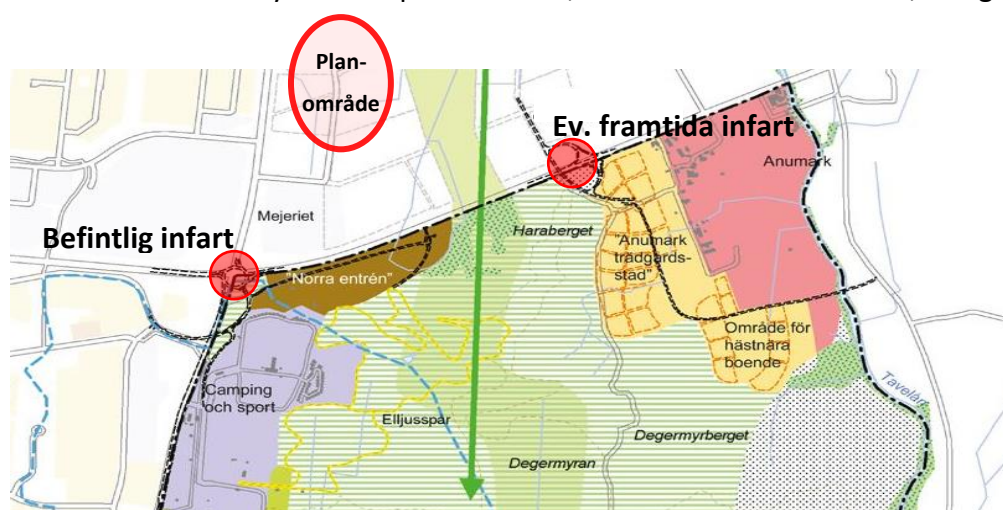 Plan-
område
Ev. framtida infart
Anumark
Mejeriet
Haraberget
Befintlig infart
"Anumark
trädgårds-
stad"
"Norra entrén"
Område för
hästnära
boende
Camping
och sport
Elljusspår
Tavelån
Degermyrberget
Degermyran